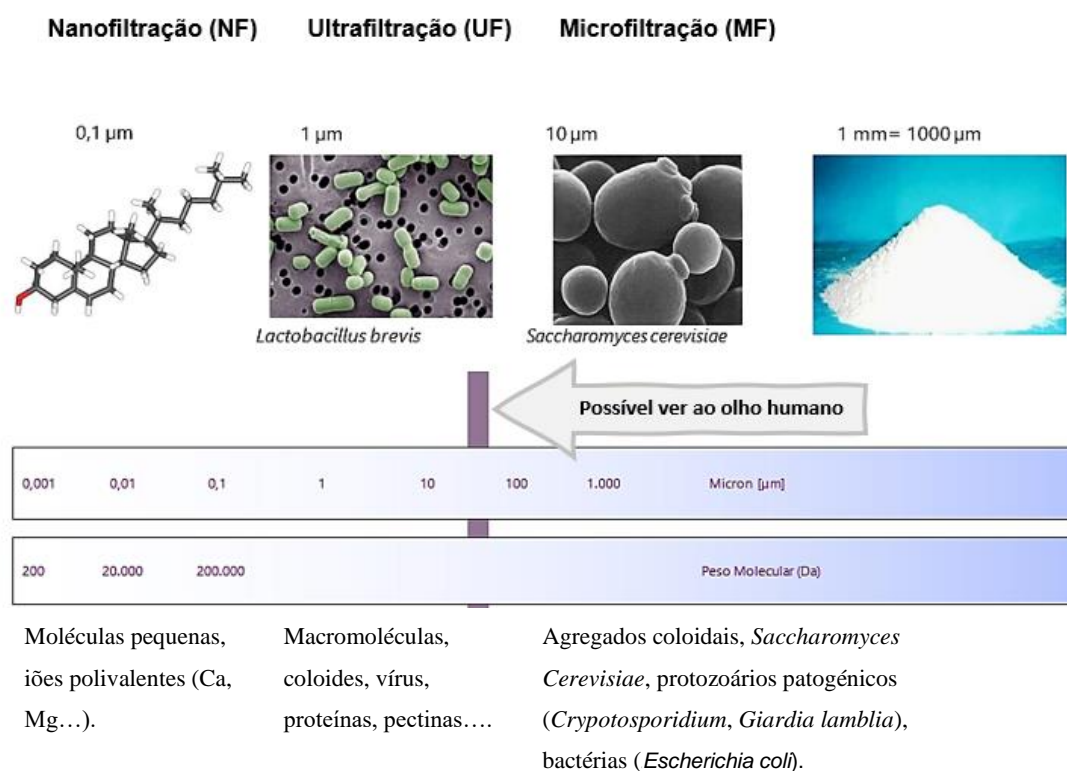 Nanofiltração (NF) Ultrafiltração (UF) Microfiltração (MF)
0,1 µm 1 µm 10 µm 1 mm= 1000 µm
Lactobacillus brevis Saccharomyces cerevisiae
Possível ver ao olho humano
0,001 0,01 0,1 1 10 100 1.000 Micron [µm]
200 20.000 200.000 Peso Molecular (Da)
Moléculas pequenas,
iões polivalentes (Ca,
Mg…).
Macromoléculas,
coloides, vírus,
proteínas, pectinas….
Agregados coloidais, Saccharomyces
Cerevisiae, protozoários patogénicos
(Crypotosporidium, Giardia lamblia),
bactérias (Escherichia coli).